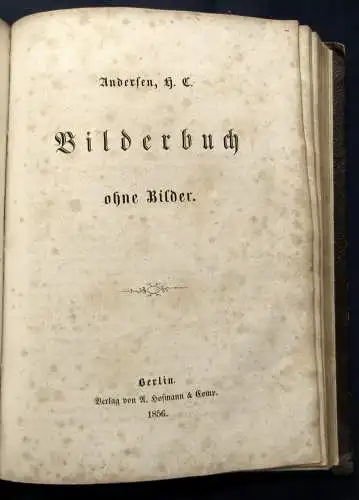 Andersen, H. C.
Bilderbuch
ohne Bilder.
Berlin.
Verlag von A. Hofmann & Comp.
1856.